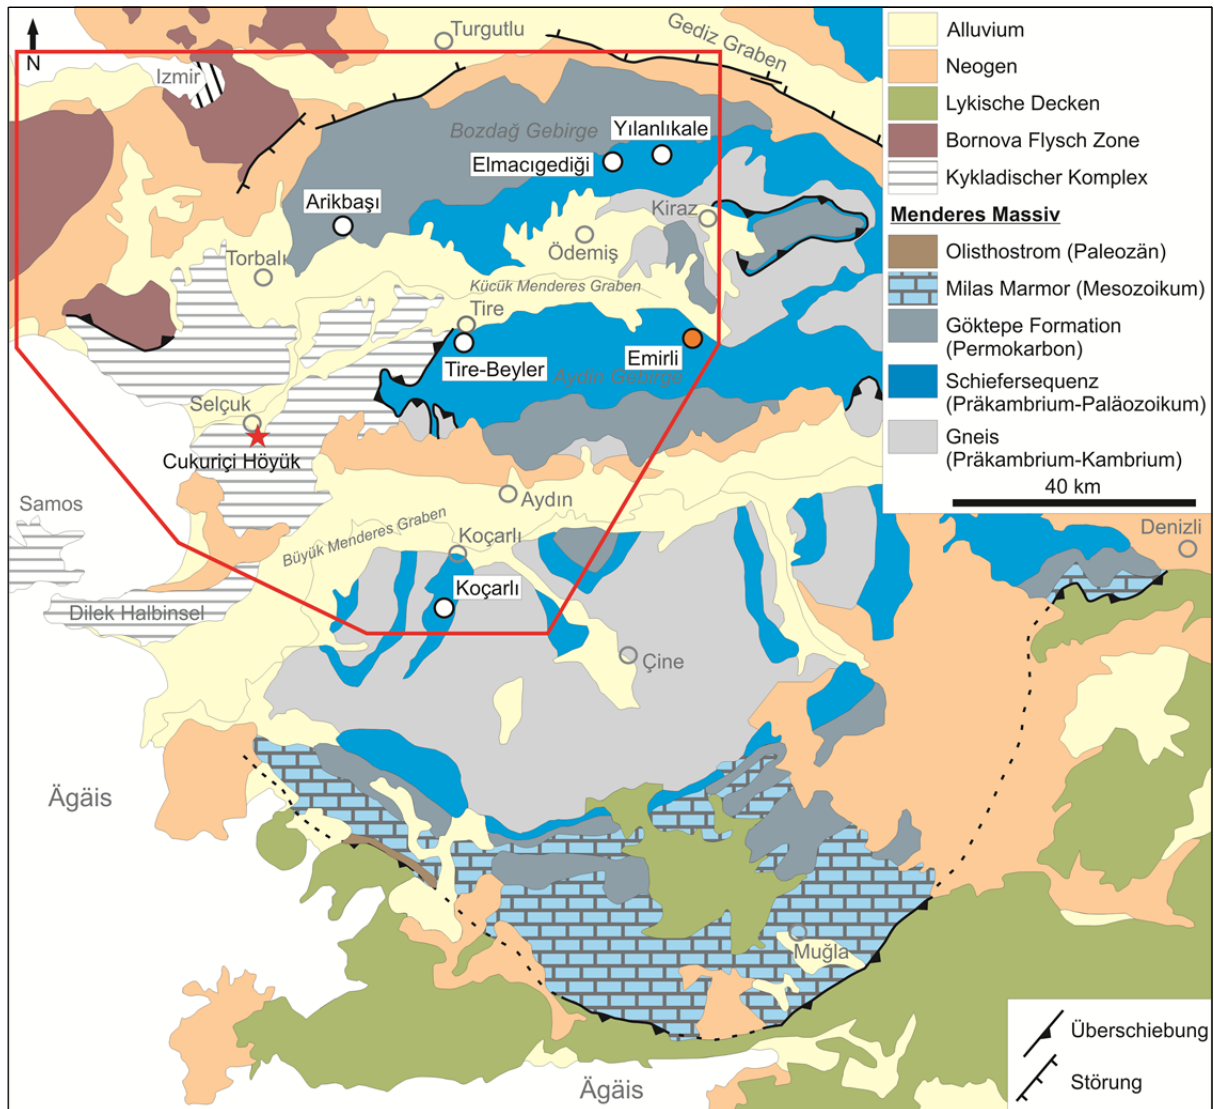 Turgutlu
Gediz Graben
N
Izmir
Bozdağ Gebirge
Yılanlıkale
Elmacıgediği
Arikbaşı
Kiraz
Ödemiş
Torbalı
Kücük Menderes Graben
Tire
Tire-Beyler
Emirli
Aydın Gebirge
Selçuk
Cukuriçi Höyük
Samos
Aydın
Büyük Menderes Graben
Koçarlı
Koçarlı
Dilek Halbinsel
Çine
Denizli
Ägäis
Muğla
Ägäis
Alluvium
Neogen
Lykische Decken
Bornova Flysch Zone
Kykladischer Komplex
Menderes Massiv
Olisthostrom (Paleozän)
Milas Marmor (Mesozoikum)
Göktepe Formation
(Permokarbon)
Schiefersequenz
(Präkambrium-Paläozoikum)
Gneis
(Präkambrium-Kambrium)
40 km
Überschiebung
Störung